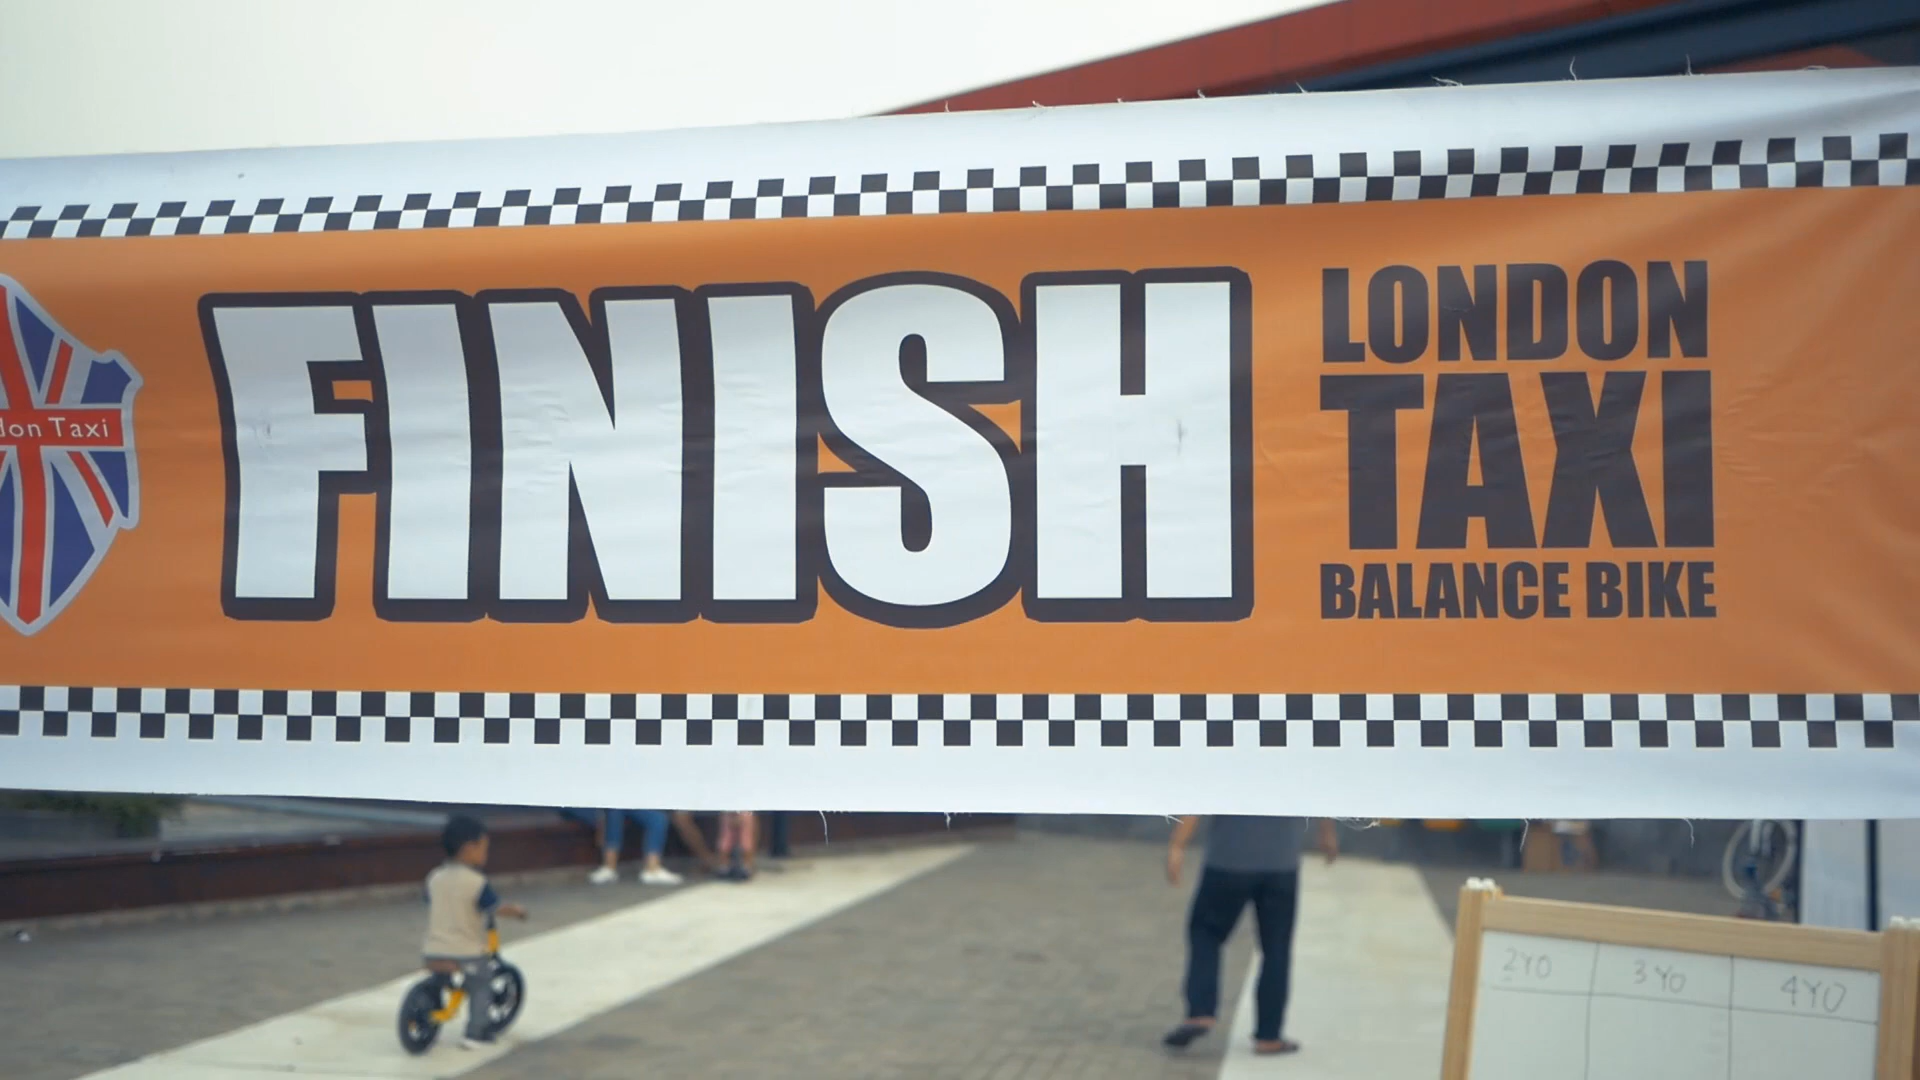 don Taxi
FINISH
LONDON
TAXI
BALANCE BIKE
2YO
3YO
4YO